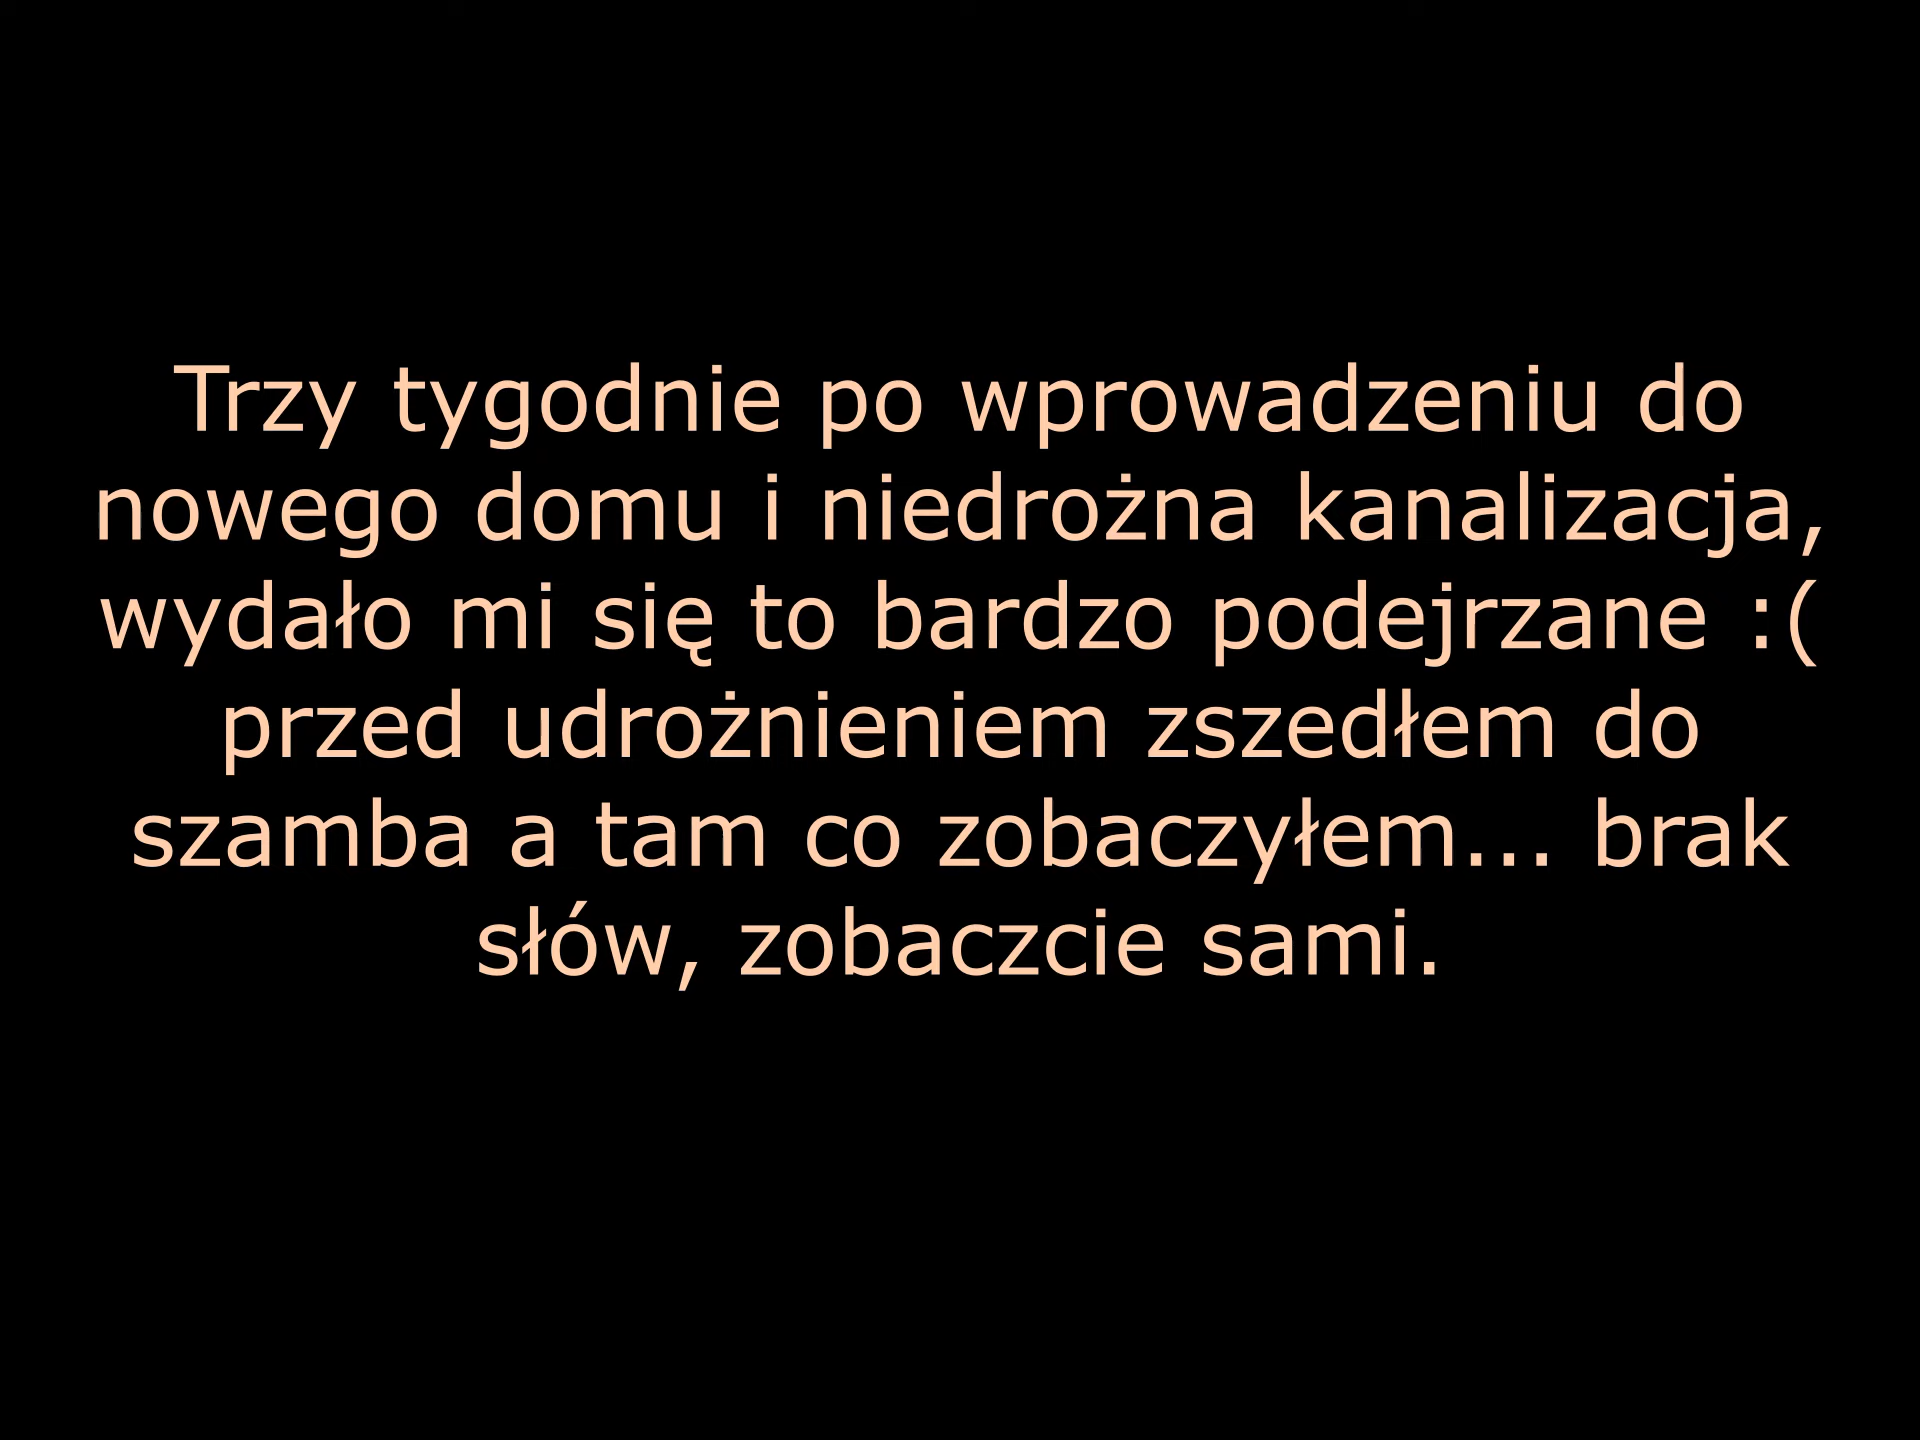 Trzy tygodnie po wprowadzeniu do
nowego domu i niedrożna kanalizacja,
wydało mi się to bardzo podejrzane :(
przed udrożnieniem zszedłem do
szamba a tam co zobaczyłem... brak
słów, zobaczcie sami.